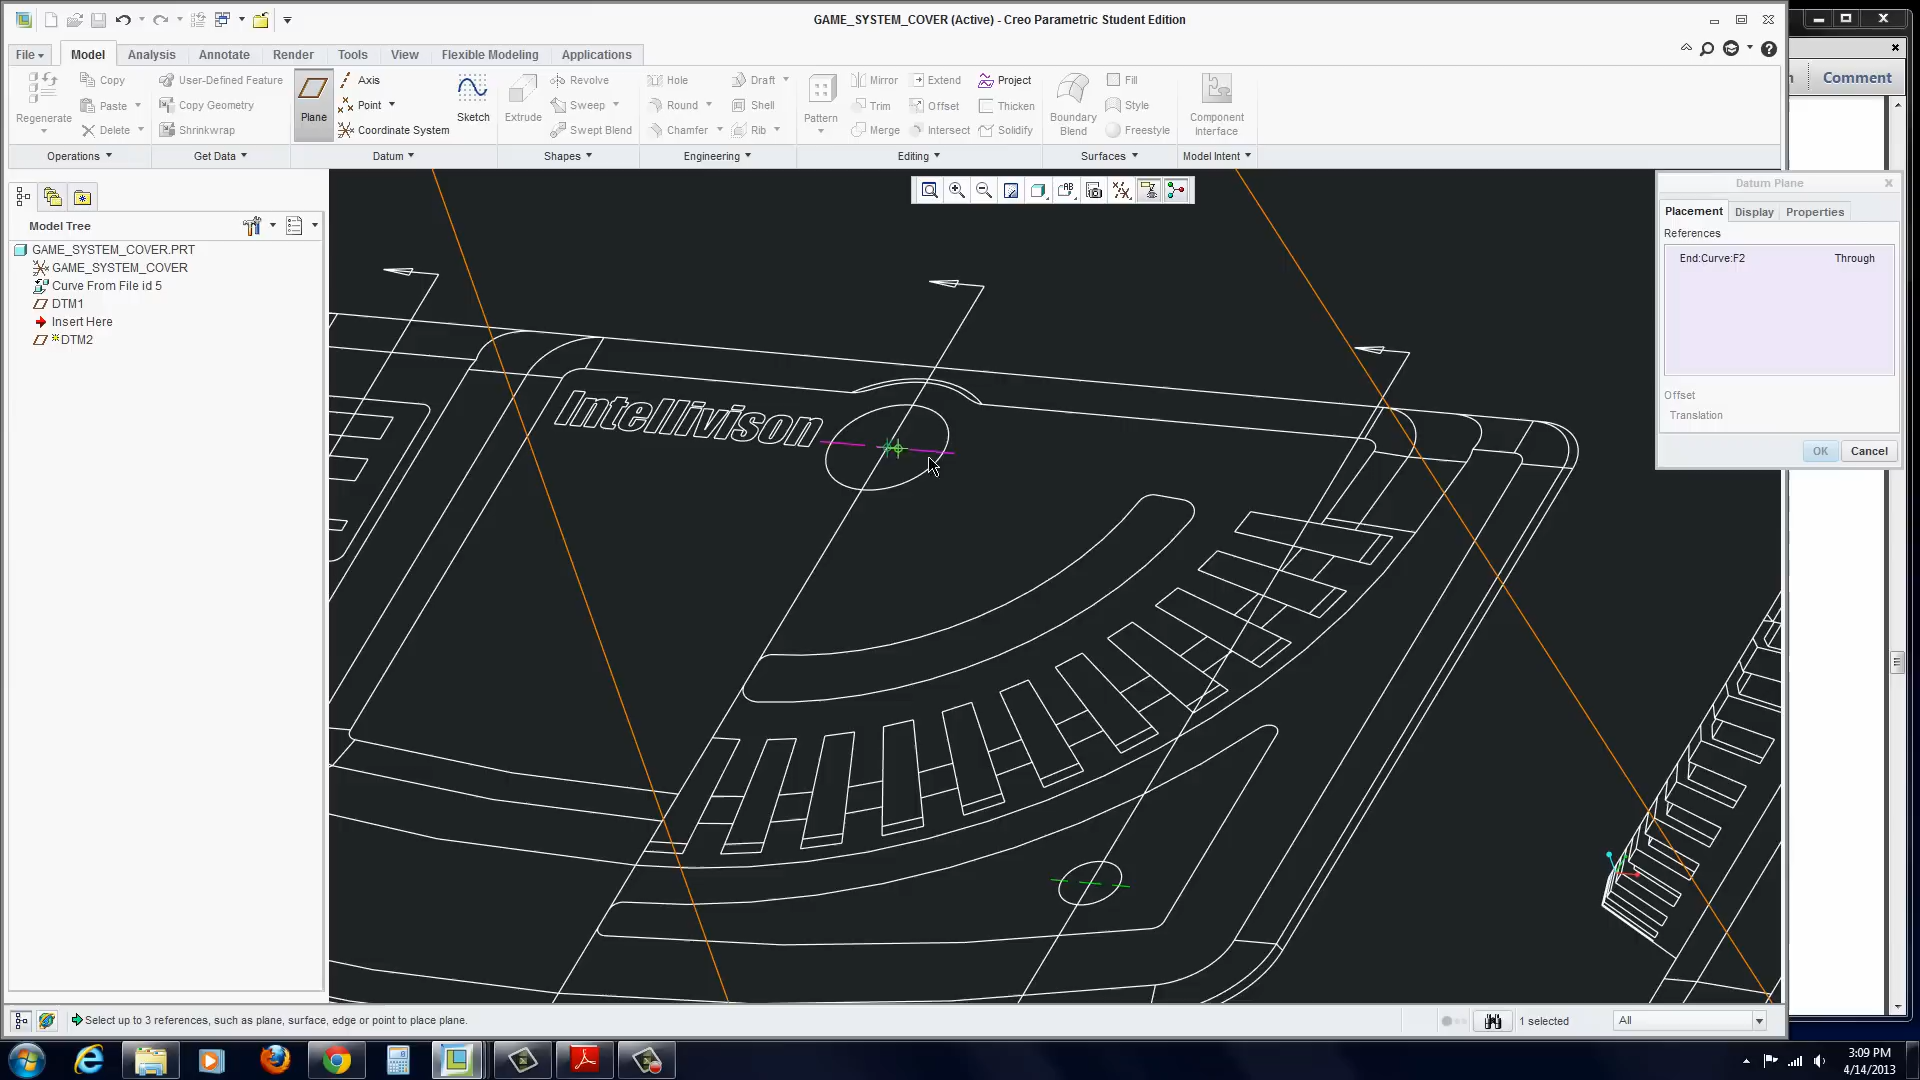 GAME_SYSTEM_COVER (Active) - Creo Parametric Student Edition
File
Model
Analysis
Annotate
Render
Tools
View
Flexible Modeling
Applications
Comment
Regenerate
Copy
Paste
Delete
User-Defined Feature
Copy Geometry
Shrinkwrap
Plane
Axis
Point
Coordinate System
Sketch
Extrude
Revolve
Sweep
Swept Blend
Hole
Round
Chamfer
Draft
Shell
Rib
Pattern
Mirror
Trim
Merge
Extend
Offset
Intersect
Project
Thicken
Solidify
Boundary
Blend
Fill
Style
Freestyle
Component
Interface
Operations
Get Data
Datum
Shapes
Engineering
Editing
Surfaces
Model Intent
Model Tree
GAME_SYSTEM_COVER.PRT
GAME_SYSTEM_COVER
Curve From File id 5
DTM1
Insert Here
DTM2
Intellivison
Datum Plane
Placement
Display
Properties
References
End:Curve:F2 Through
Offset
Translation
OK
Cancel
Select up to 3 references, such as plane, surface, edge or point to place plane.
1 selected
All
3:09 PM
4/14/2013